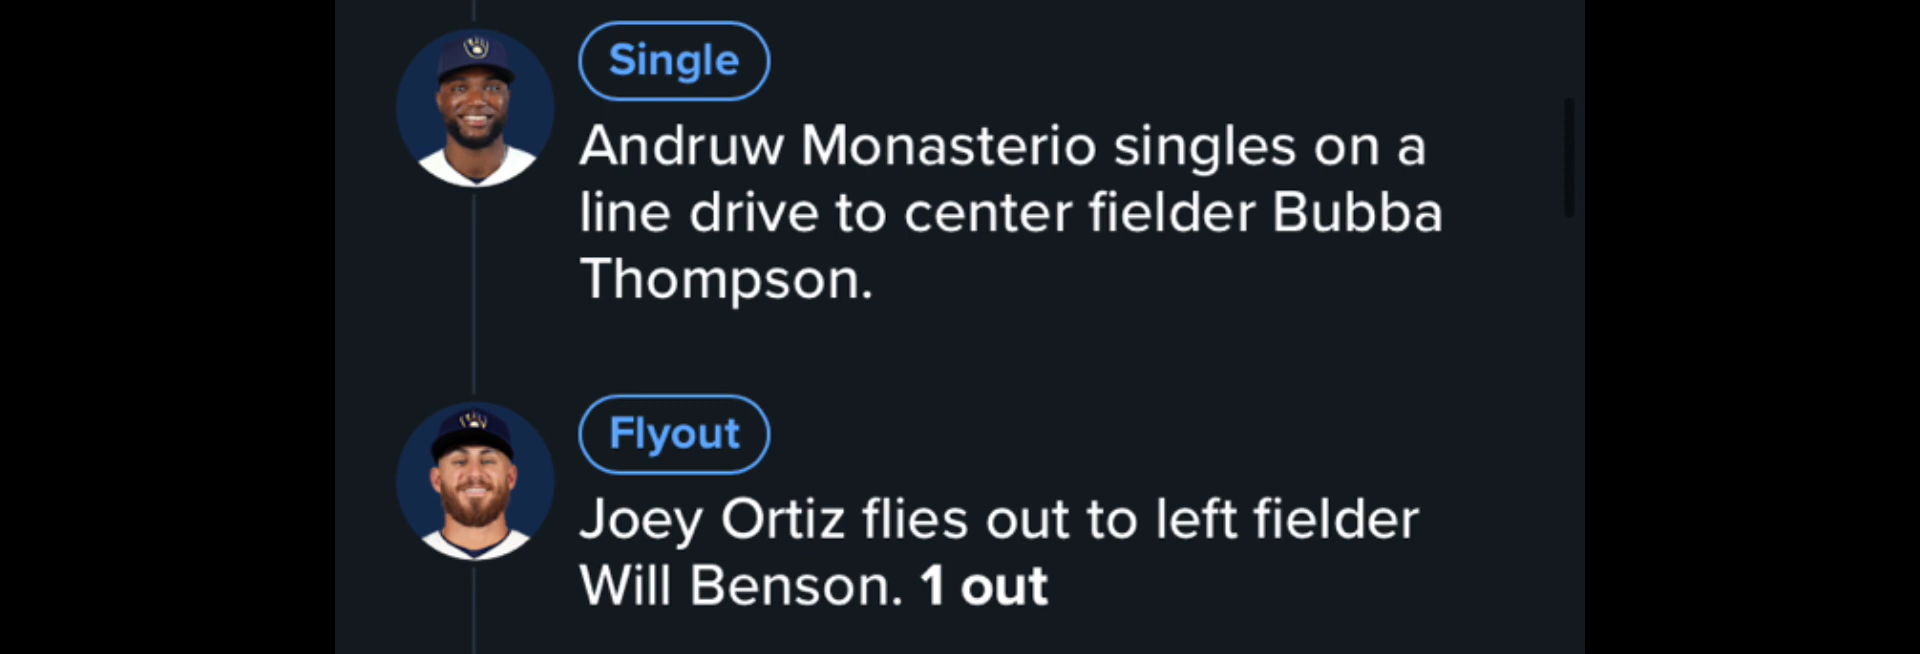 Single
Andruw Monasterio singles on a
line drive to center fielder Bubba
Thompson.
Flyout
Joey Ortiz flies out to left fielder
Will Benson. 1 out